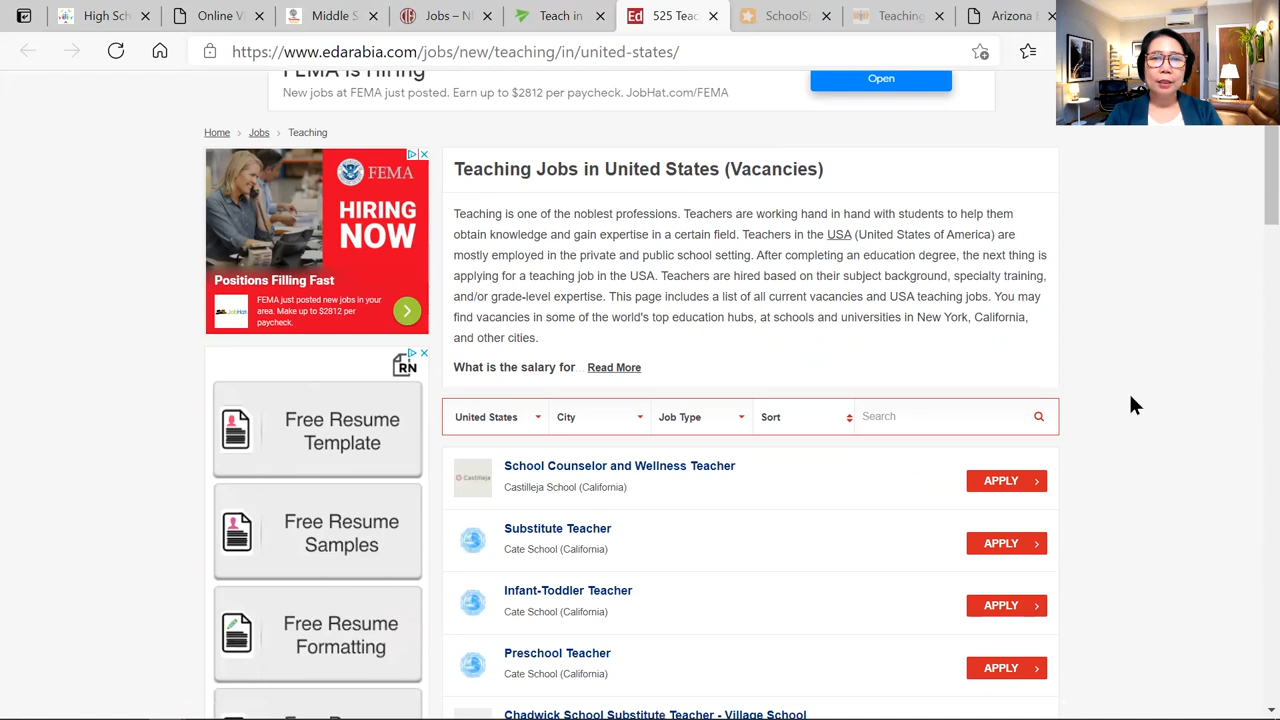 High Sch
Online V
Middle S
Jobs – N
Teach in
525 Teac
SchoolSp
Teaching
Arizona E
https://www.edarabia.com/jobs/new/teaching/in/united-states/
FEMA is Hiring
New jobs at FEMA just posted. Earn up to $2812 per paycheck. JobHat.com/FEMA
Open
Home > Jobs > Teaching
FEMA
HIRING
NOW
Positions Filling Fast
FEMA just posted new jobs in your
area. Make up to $2812 per
paycheck.
JobHat
RN
Free Resume
Template
Free Resume
Samples
Free Resume
Formatting
Teaching Jobs in United States (Vacancies)
Teaching is one of the noblest professions. Teachers are working hand in hand with students to help them
obtain knowledge and gain expertise in a certain field. Teachers in the USA (United States of America) are
mostly employed in the private and public school setting. After completing an education degree, the next thing is
applying for a teaching job in the USA. Teachers are hired based on their subject background, specialty training,
and/or grade-level expertise. This page includes a list of all current vacancies and USA teaching jobs. You may
find vacancies in some of the world's top education hubs, at schools and universities in New York, California,
and other cities.
What is the salary for... Read More
United States City Job Type Sort Search
School Counselor and Wellness Teacher
Castilleja
Castilleja School (California)
APPLY
Substitute Teacher
Cate School (California)
APPLY
Infant-Toddler Teacher
Cate School (California)
APPLY
Preschool Teacher
Cate School (California)
APPLY
Chadwick School Substitute Teacher - Village School